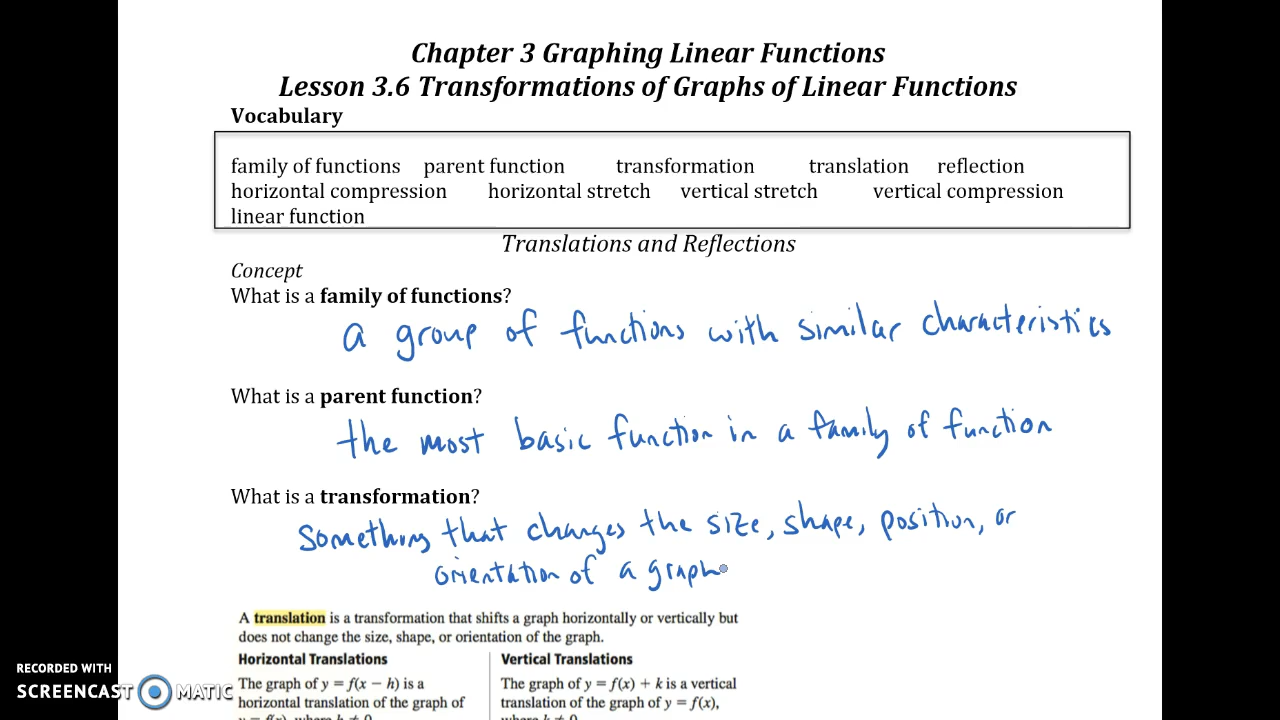 Chapter 3 Graphing Linear Functions
Lesson 3.6 Transformations of Graphs of Linear Functions
Vocabulary
family of functions parent function transformation translation reflection
horizontal compression horizontal stretch vertical stretch vertical compression
linear function
Translations and Reflections
Concept
What is a family of functions?
a group of functions with similar characteristics
What is a parent function?
the most basic function in a family of function
What is a transformation?
Something that changes the size, shape, position, or
orientation of a graph
A translation is a transformation that shifts a graph horizontally or vertically but
does not change the size, shape, or orientation of the graph.
Horizontal Translations
The graph of y = f(x − h) is a
horizontal translation of the graph of
y = f(x), where h ≠ 0.
Vertical Translations
The graph of y = f(x) + k is a vertical
translation of the graph of y = f(x),
where k ≠ 0.
RECORDED WITH
SCREENCAST MATIC